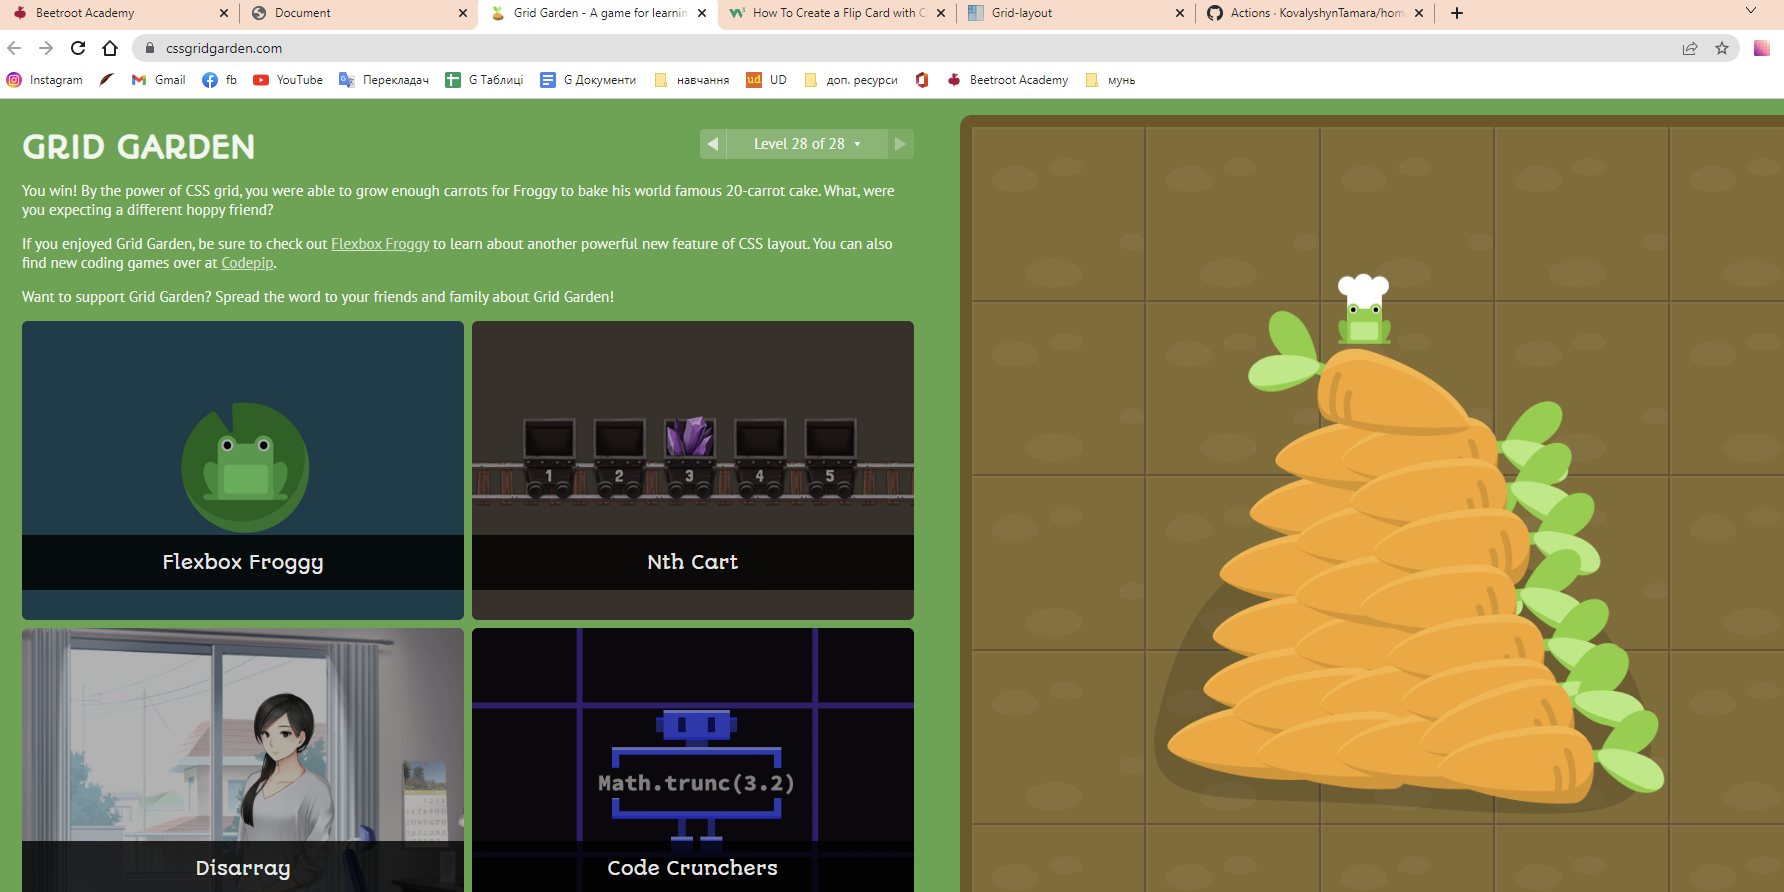 Beetroot Academy
Document
Grid Garden - A game for learnin
How To Create a Flip Card with C
Grid-layout
Actions · KovalyshynTamara/hom
cssgridgarden.com
Instagram
Gmail
fb
YouTube
Перекладач
G Таблиці
G Документи
навчання
ud UD
доп. ресурси
Beetroot Academy
мунь
GRID GARDEN
Level 28 of 28
You win! By the power of CSS grid, you were able to grow enough carrots for Froggy to bake his world famous 20-carrot cake. What, were
you expecting a different hoppy friend?
If you enjoyed Grid Garden, be sure to check out Flexbox Froggy to learn about another powerful new feature of CSS layout. You can also
find new coding games over at Codepip.
Want to support Grid Garden? Spread the word to your friends and family about Grid Garden!
1 2 3 4 5
Flexbox Froggy
Nth Cart
Math.trunc(3.2)
Disarray
Code Crunchers